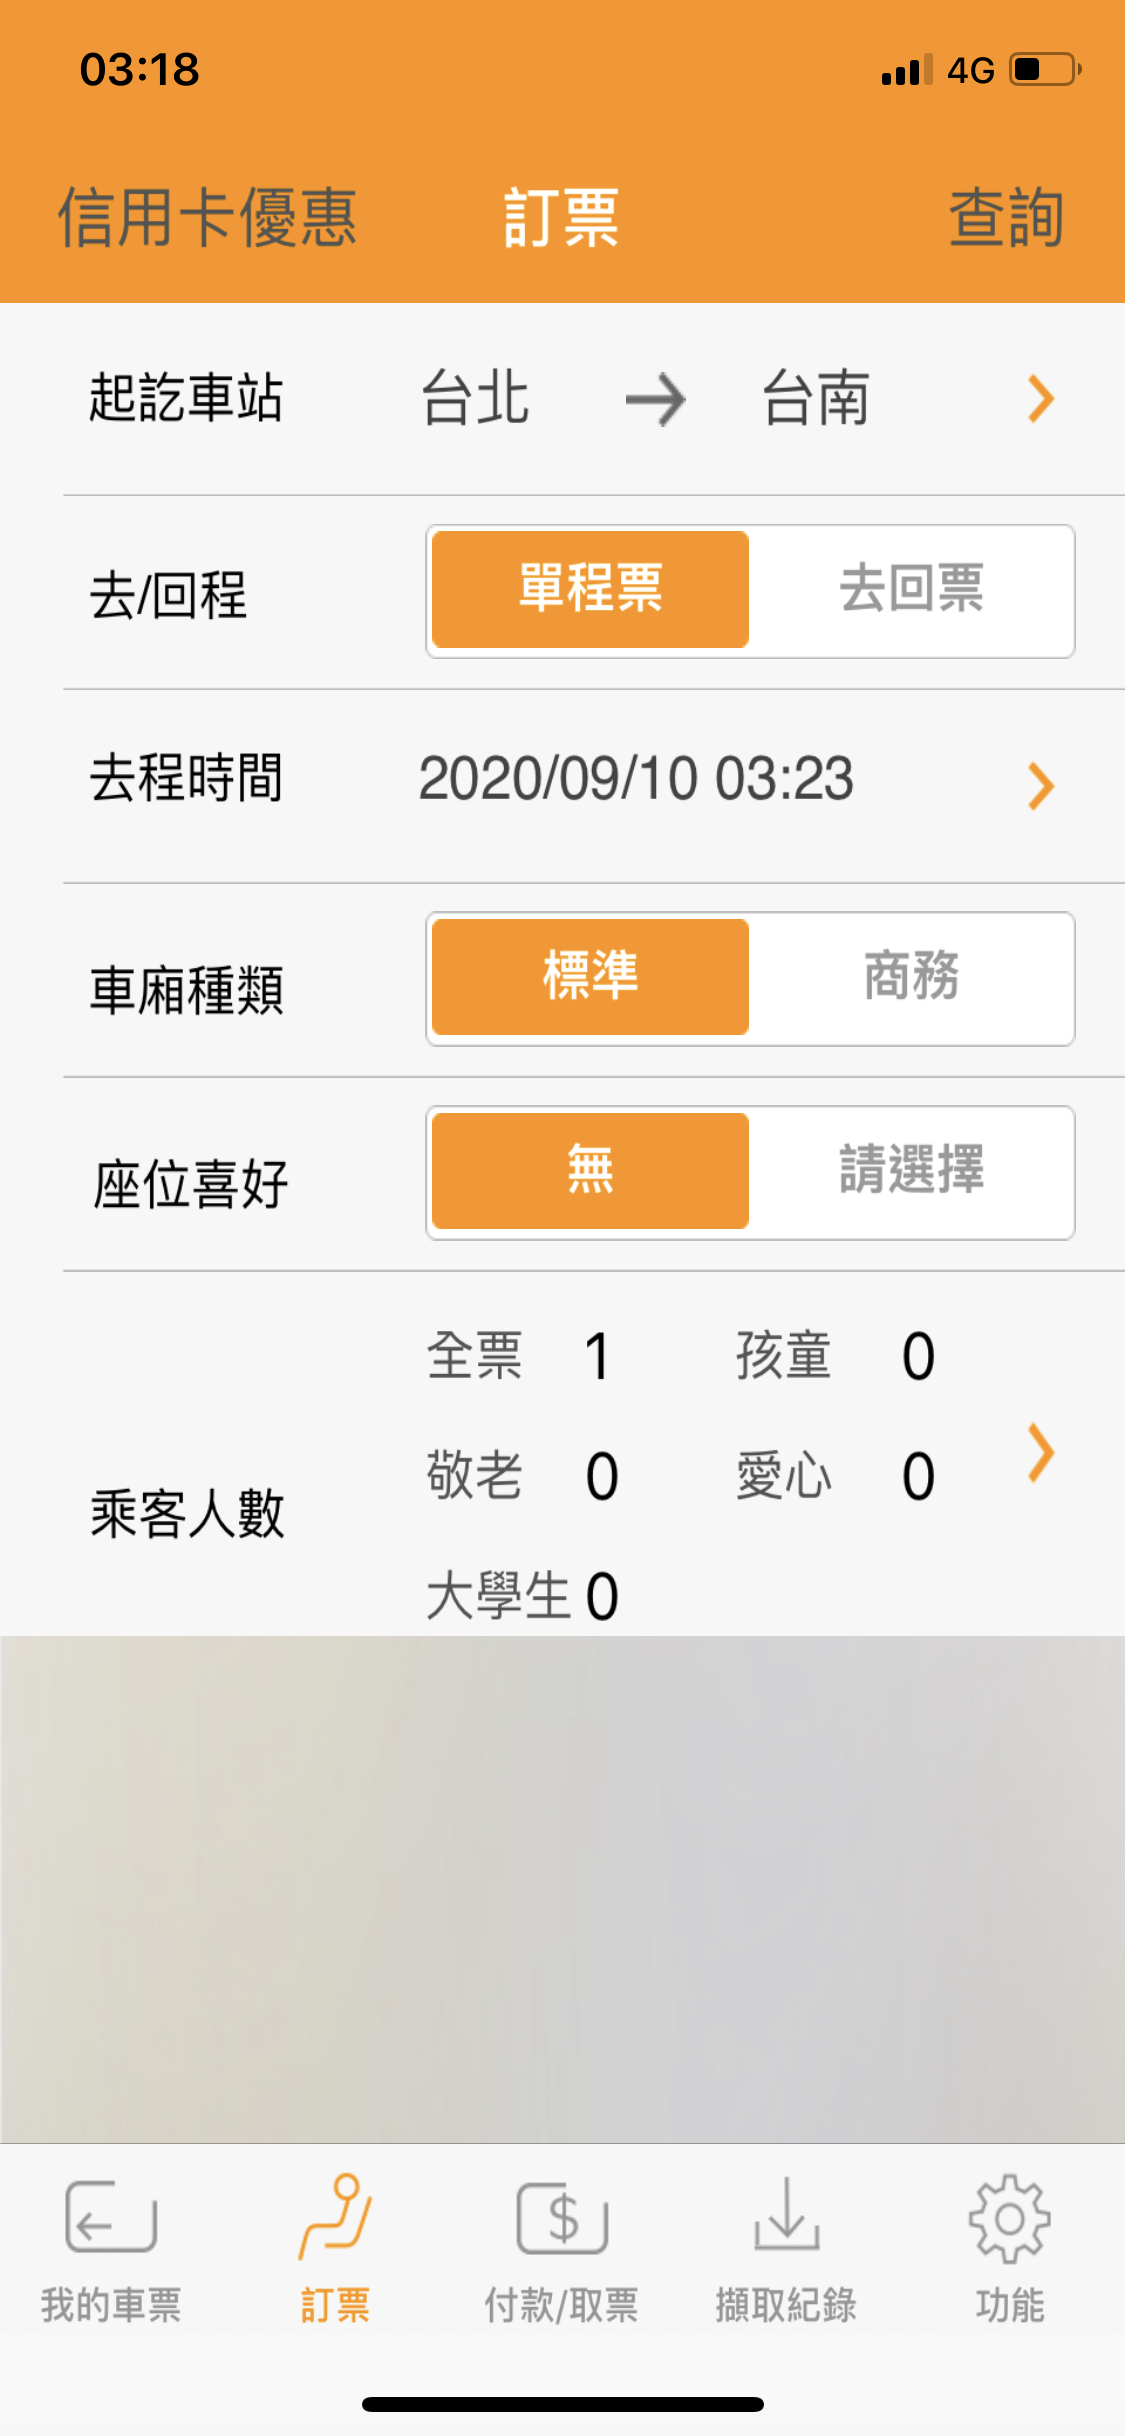 03:18 4G
信用卡優惠 訂票 查詢
起訖車站 台北 → 台南
去/回程 單程票 去回票
去程時間 2020/09/10 03:23
車廂種類 標準 商務
座位喜好 無 請選擇
全票 1 孩童 0
敬老 0 愛心 0
乘客人數
大學生 0
$
我的車票 訂票 付款/取票 擷取紀錄 功能